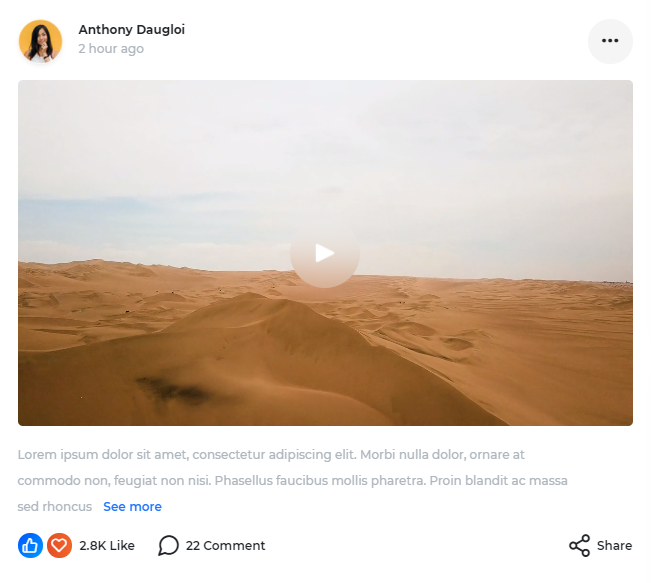 Anthony Daugloi
2 hour ago
Lorem ipsum dolor sit amet, consectetur adipiscing elit. Morbi nulla dolor, ornare at
commodo non, feugiat non nisi. Phasellus faucibus mollis pharetra. Proin blandit ac massa
sed rhoncus See more
2.8K Like 22 Comment Share